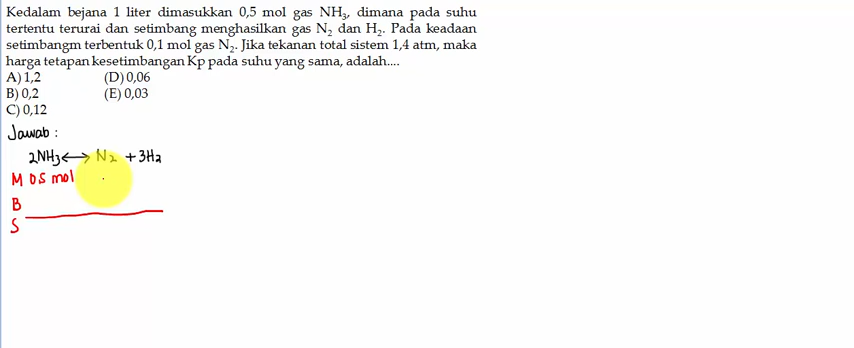 Kedalam bejana 1 liter dimasukkan 0,5 mol gas NH₃, dimana pada suhu
tertentu terurai dan setimbang menghasilkan gas N₂ dan H₂. Pada keadaan
setimbangm terbentuk 0,1 mol gas N₂. Jika tekanan total sistem 1,4 atm, maka
harga tetapan kesetimbangan Kp pada suhu yang sama, adalah....
A) 1,2 (D) 0,06
B) 0,2 (E) 0,03
C) 0,12
Jawab :
2NH₃ ⟷ N₂ + 3H₂
M 0,5 mol
B
S